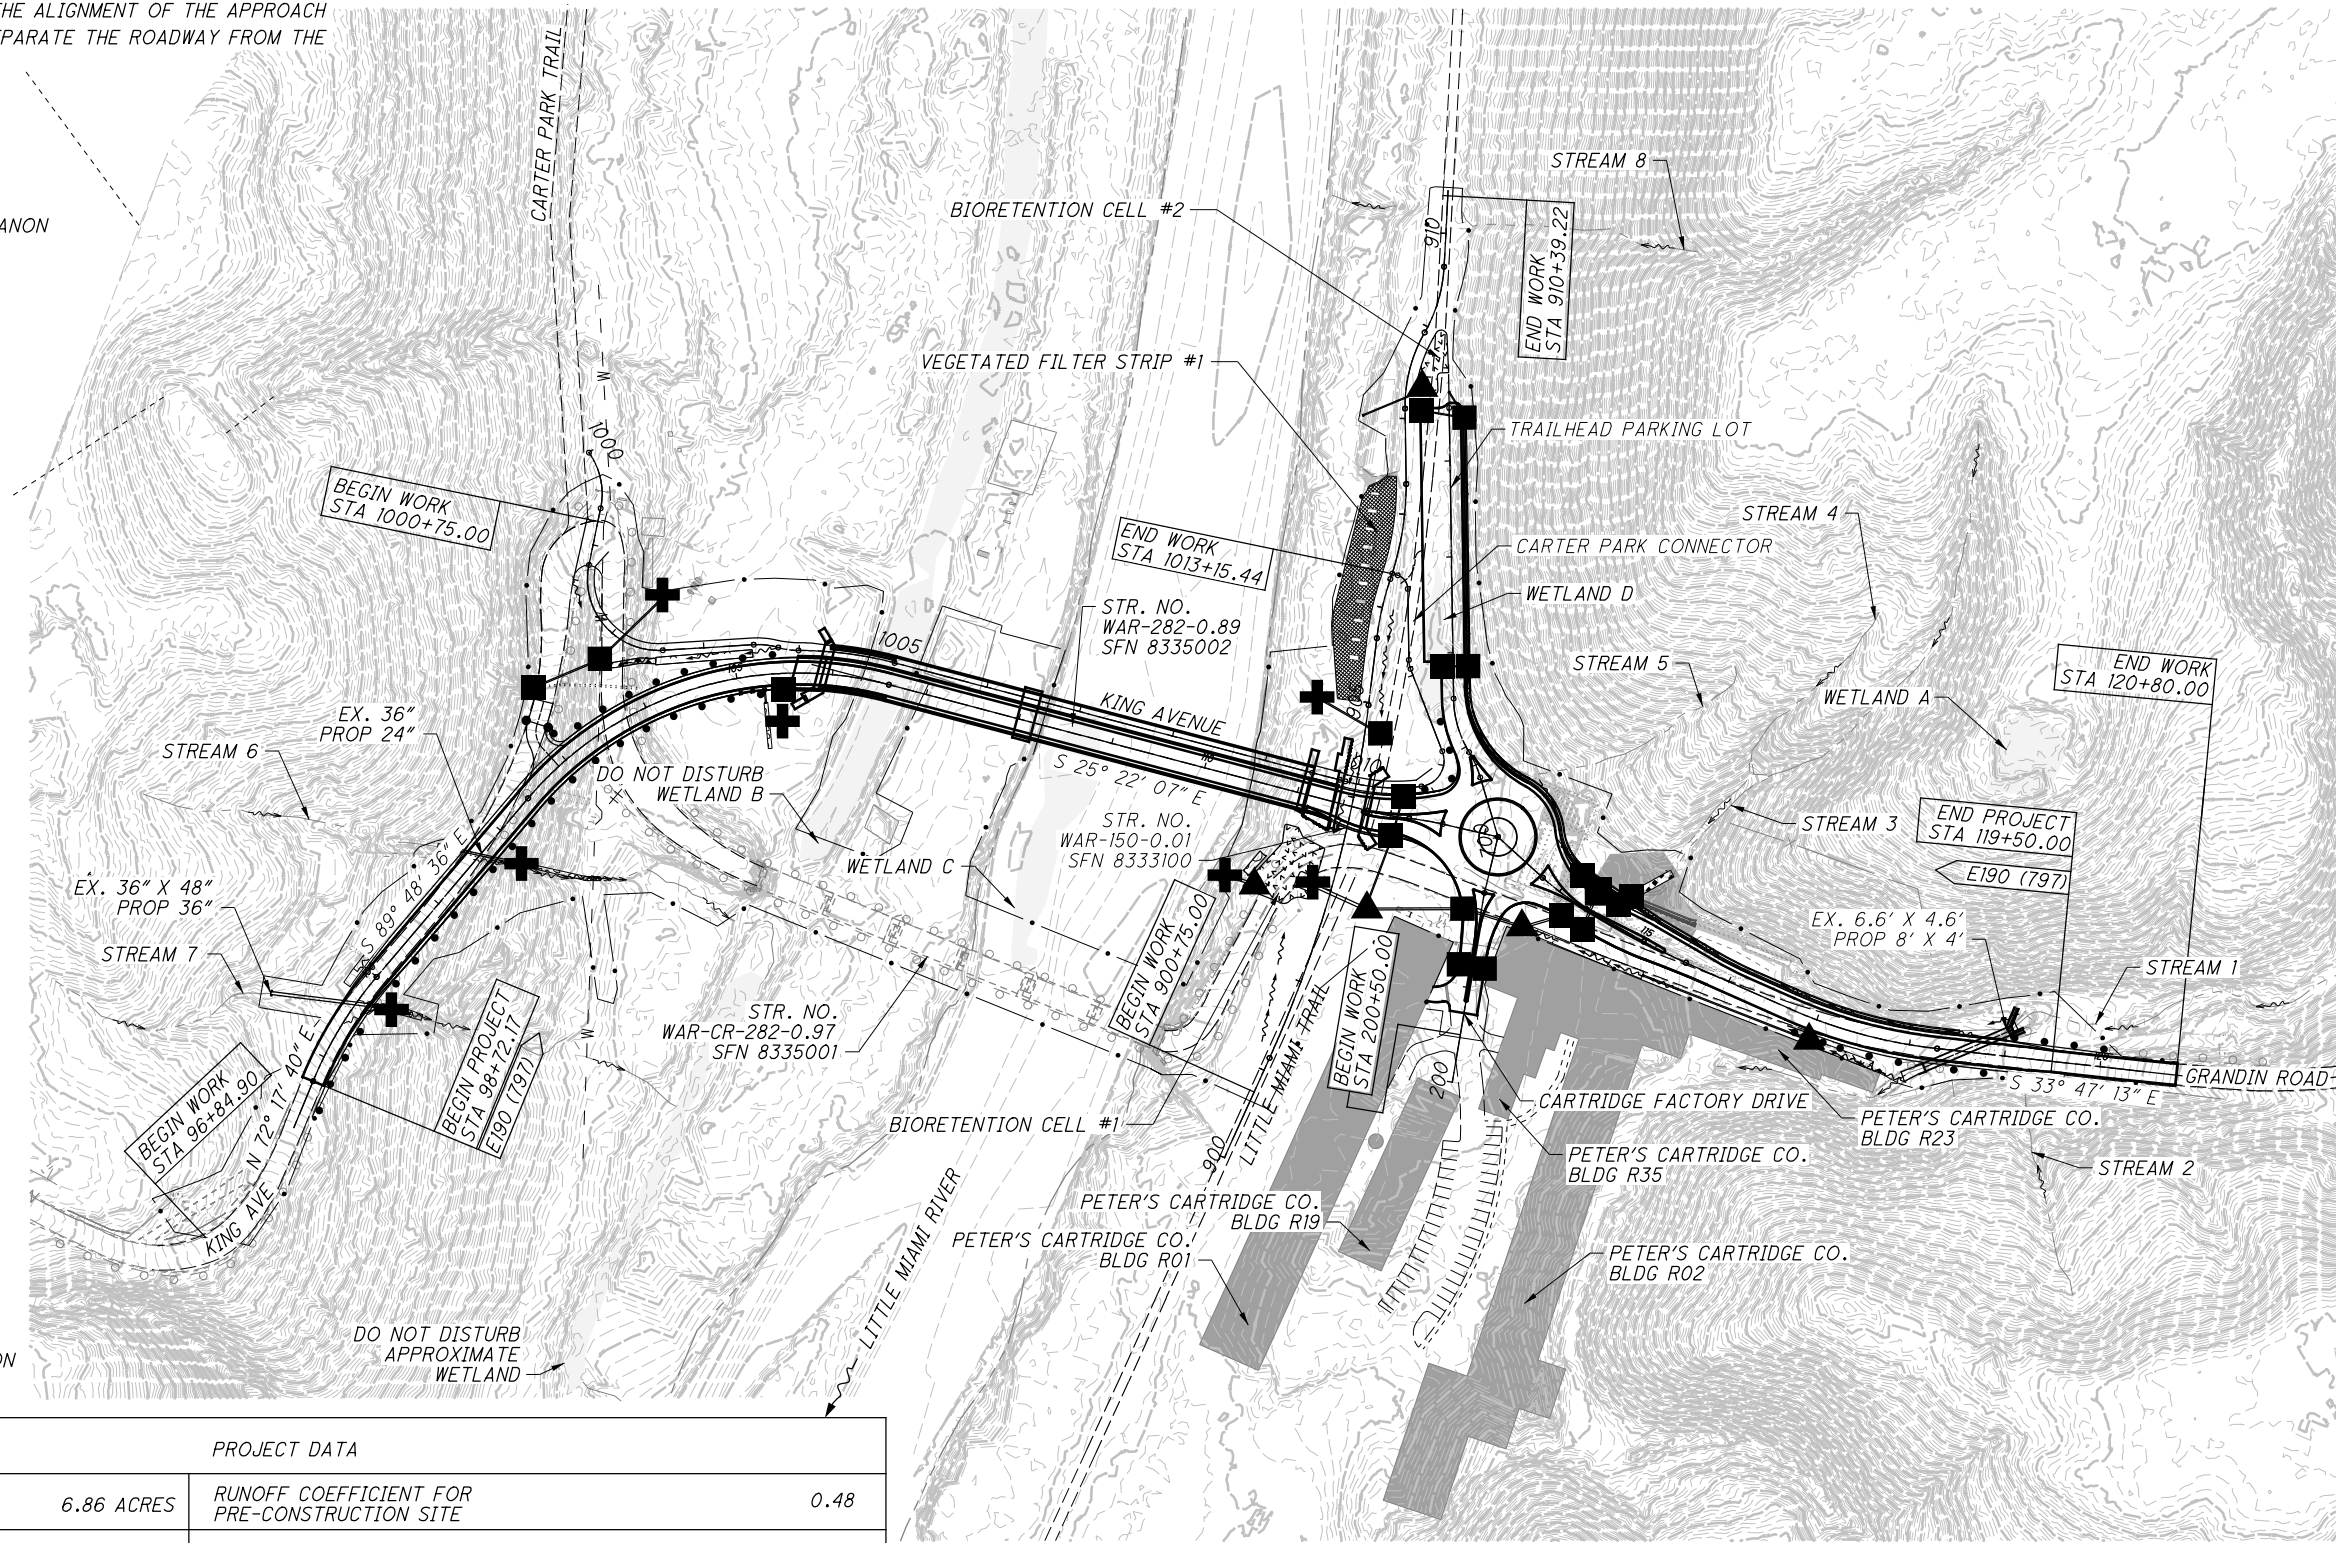 THE ALIGNMENT OF THE APPROACH
EPARATE THE ROADWAY FROM THE
CARTER PARK TRAIL
ANON
STREAM 8
BIORETENTION CELL #2
910
END WORK
STA 910+39.22
VEGETATED FILTER STRIP #1
TRAILHEAD PARKING LOT
1000
BEGIN WORK
STA 1000+75.00
END WORK
STA 1013+15.44
STREAM 4
CARTER PARK CONNECTOR
WETLAND D
STR. NO.
WAR-282-0.89
SFN 8335002
1005
STREAM 5
END WORK
STA 120+80.00
WETLAND A
KING AVENUE
905
EX. 36"
PROP 24"
STREAM 6
S 25° 22' 07" E
110
1010
DO NOT DISTURB
WETLAND B
STR. NO.
WAR-150-0.01
SFN 8333100
STREAM 3
END PROJECT
STA 119+50.00
E190 (797)
WETLAND C
S 89° 48' 36" E
EX. 36" X 48"
PROP 36"
STREAM 7
EX. 6.6' X 4.6'
PROP 8' X 4'
115
STREAM 1
BEGIN WORK
STA 900+75.00
BEGIN WORK
STA 200+50.00
STR. NO.
WAR-CR-282-0.97
SFN 8335001
BEGIN PROJECT
STA 98+72.17
E190 (797)
BEGIN WORK
STA 96+84.90
N 72° 17' 40" E
KING AVE
LITTLE MIAMI TRAIL
200
120
GRANDIN ROAD
S 33° 47' 13" E
CARTRIDGE FACTORY DRIVE
PETER'S CARTRIDGE CO.
BLDG R23
BIORETENTION CELL #1
900
PETER'S CARTRIDGE CO.
BLDG R35
STREAM 2
PETER'S CARTRIDGE CO.
BLDG R19
PETER'S CARTRIDGE CO.
BLDG R01
PETER'S CARTRIDGE CO.
BLDG R02
LITTLE MIAMI RIVER
DO NOT DISTURB
APPROXIMATE
WETLAND
ON
PROJECT DATA
6.86 ACRES
RUNOFF COEFFICIENT FOR
PRE-CONSTRUCTION SITE
0.48